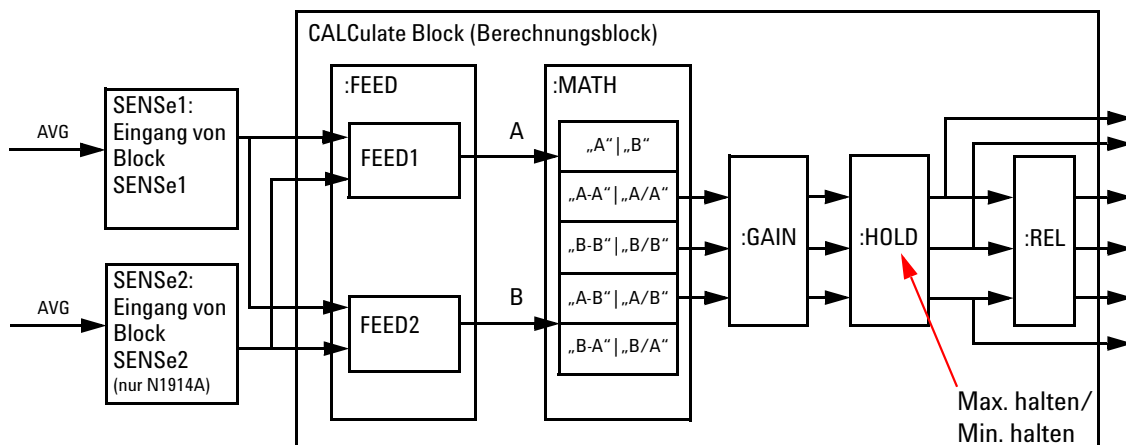 CALCulate Block (Berechnungsblock)
AVG
SENSe1:
Eingang von
Block
SENSe1
AVG
SENSe2:
Eingang von
Block
SENSe2
(nur N1914A)
:FEED
FEED1
FEED2
A
B
:MATH
„A“|„B“
„A-A“|„A/A“
„B-B“|„B/B“
„A-B“|„A/B“
„B-A“|„B/A“
:GAIN
:HOLD
:REL
Max. halten/
Min. halten